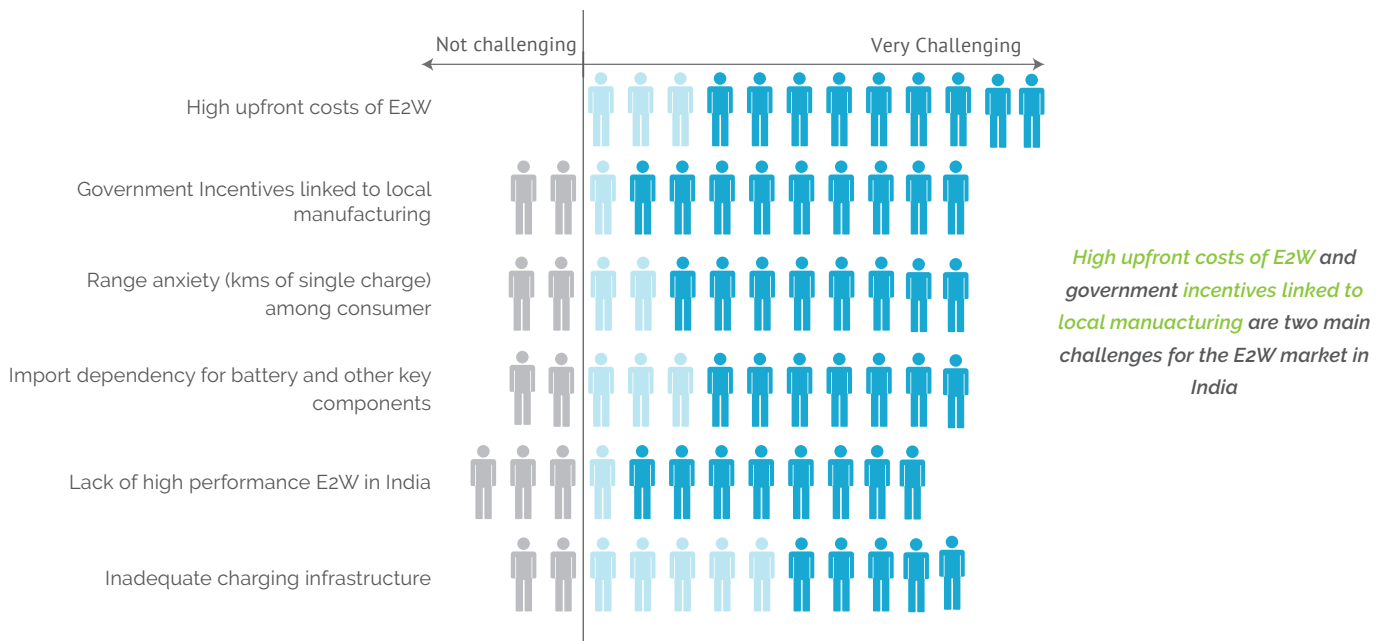 Not challenging
Very Challenging
High upfront costs of E2W
Government Incentives linked to local
manufacturing
Range anxiety (kms of single charge)
among consumer
Import dependency for battery and other key
components
Lack of high performance E2W in India
Inadequate charging infrastructure
High upfront costs of E2W and
government incentives linked to
local manuacturing are two main
challenges for the E2W market in
India